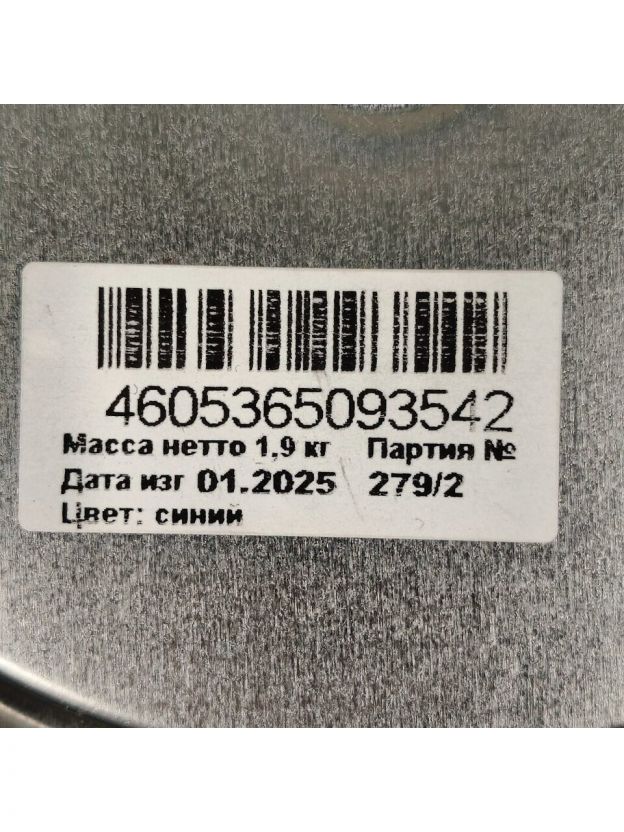 4605365093542
Масса нетто 1,9 кг Партия №
Дата изг 01.2025 279/2
Цвет: синий